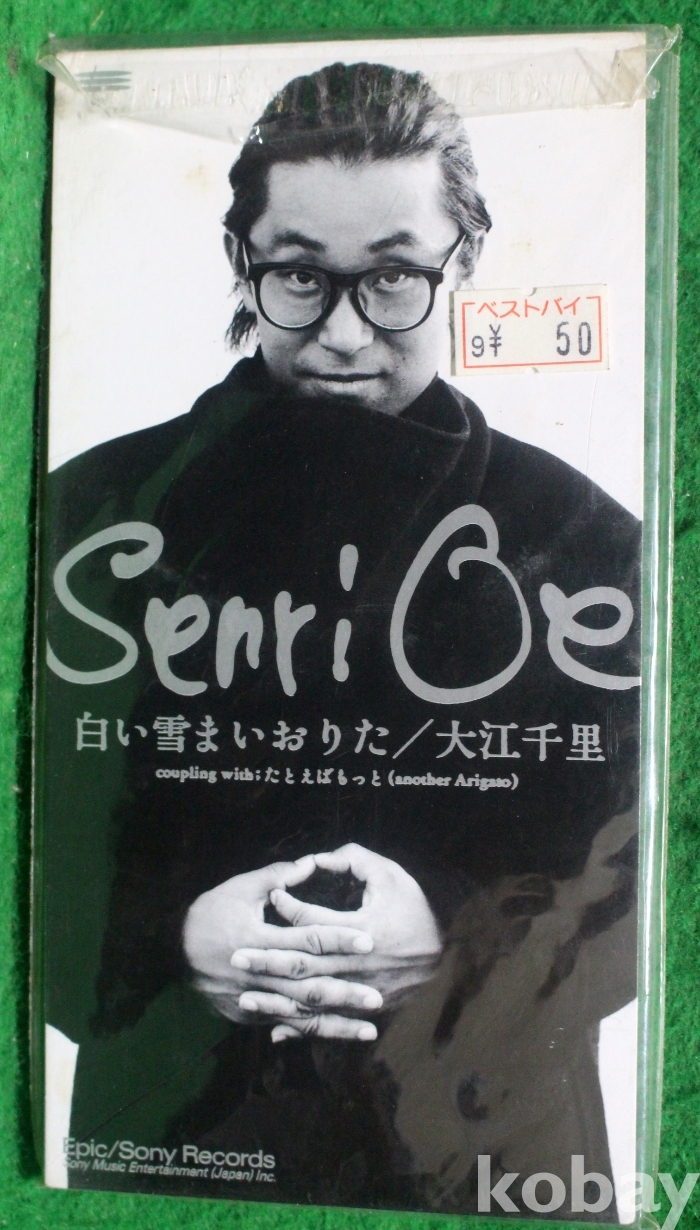 ベストバイ
9¥ 50
Senri Oe
白い雪まいおりた／大江千里
coupling with; たとえばもっと (another Arigato)
Epic/Sony Records
Sony Music Entertainment (Japan) Inc.
kobay